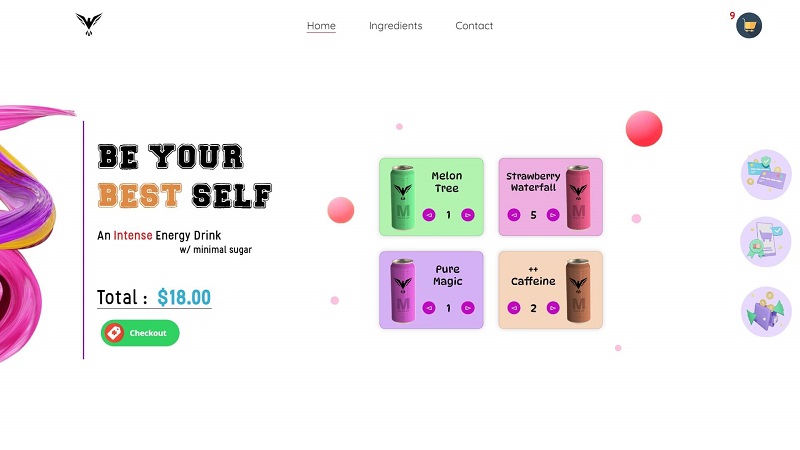 Home
Ingredients
Contact
9
BE YOUR
BEST SELF
An Intense Energy Drink
w/ minimal sugar
Total : $18.00
Checkout
Melon
Tree
1
M
Strawberry
Waterfall
5
M
Pure
Magic
1
M
++
Caffeine
2
M